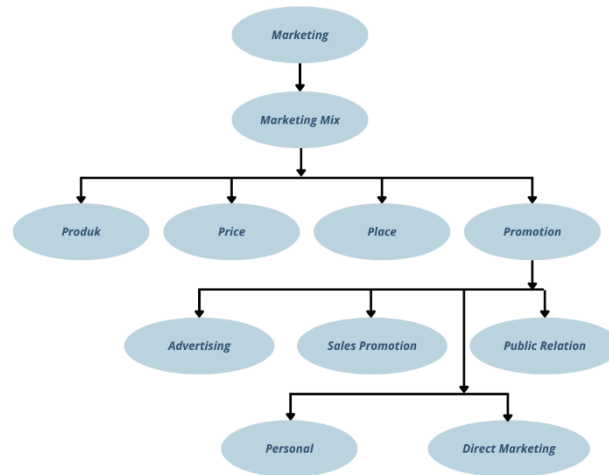 Marketing
Marketing Mix
Produk
Price
Place
Promotion
Advertising
Sales Promotion
Public Relation
Personal
Direct Marketing